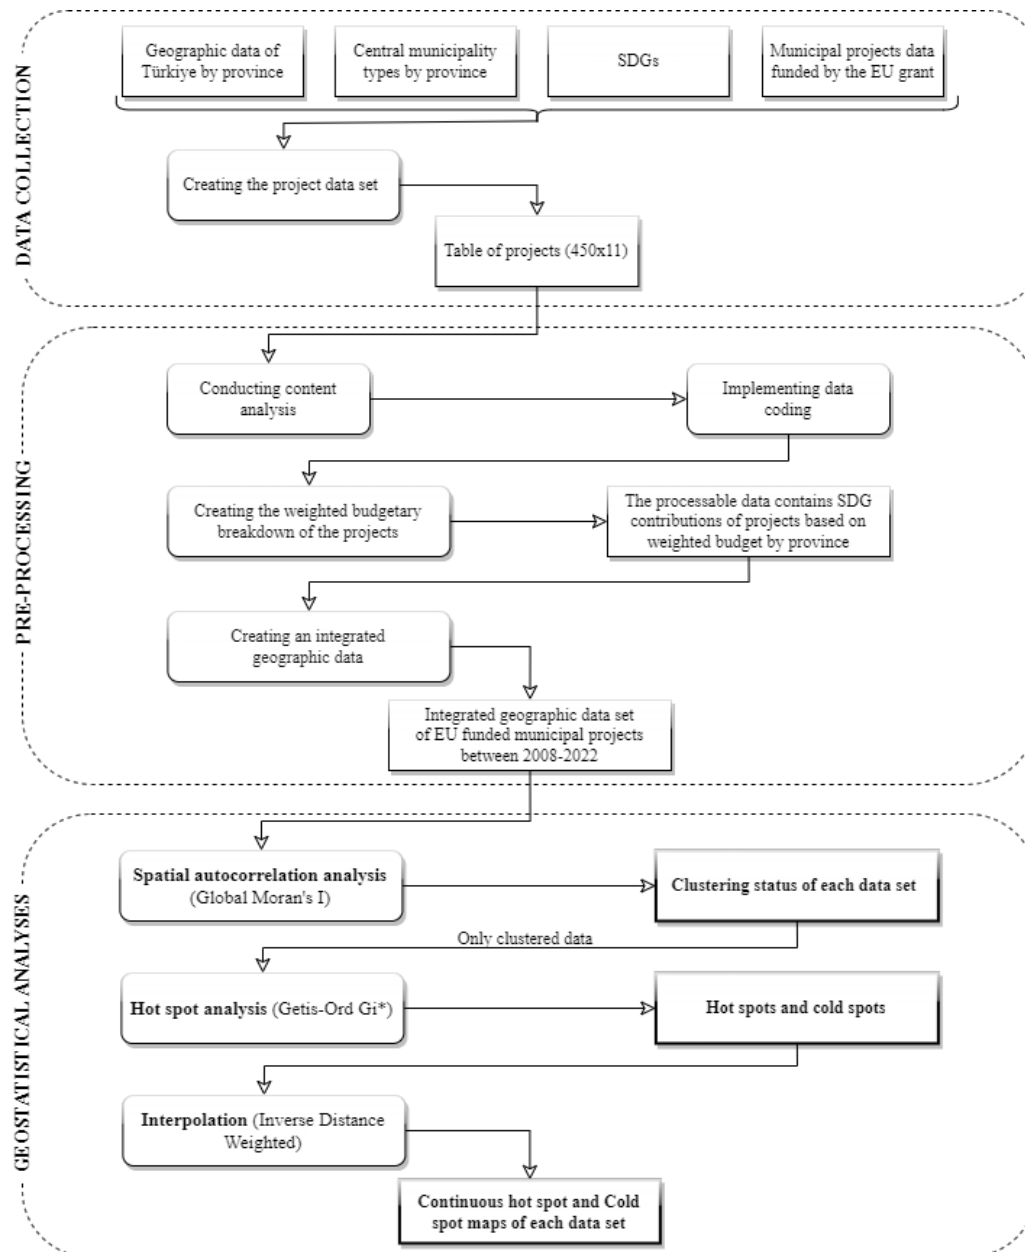 DATA COLLECTION
Geographic data of
Türkiye by province
Central municipality
types by province
SDGs
Municipal projects data
funded by the EU grant
Creating the project data set
Table of projects (450x11)
PRE-PROCESSING
Conducting content
analysis
Implementing data
coding
Creating the weighted budgetary
breakdown of the projects
The processable data contains SDG
contributions of projects based on
weighted budget by province
Creating an integrated
geographic data
Integrated geographic data set
of EU funded municipal projects
between 2008-2022
GEOSTATISTICAL ANALYSES
Spatial autocorrelation analysis
(Global Moran's I)
Clustering status of each data set
Only clustered data
Hot spot analysis (Getis-Ord Gi*)
Hot spots and cold spots
Interpolation (Inverse Distance
Weighted)
Continuous hot spot and Cold
spot maps of each data set